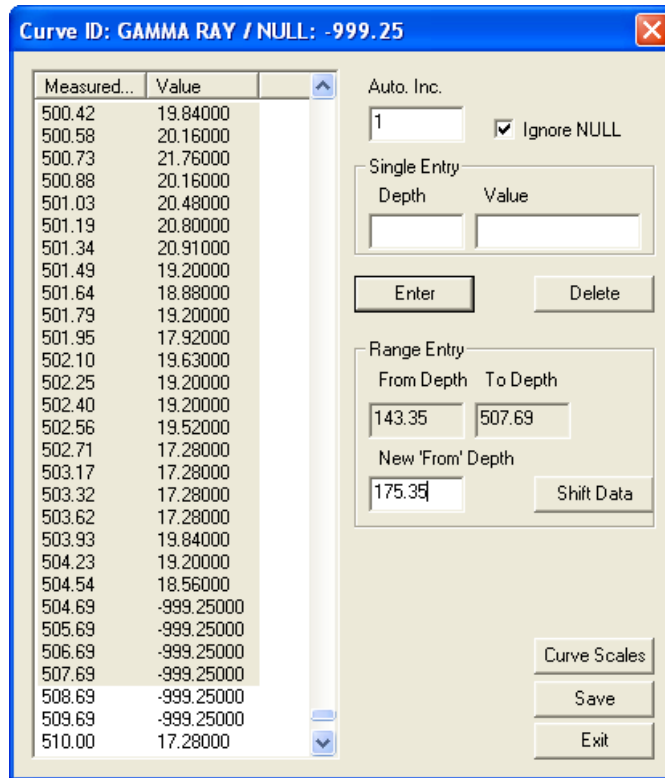 Curve ID: GAMMA RAY / NULL: -999.25
Measured... Value
500.42 19.84000
500.58 20.16000
500.73 21.76000
500.88 20.16000
501.03 20.48000
501.19 20.80000
501.34 20.91000
501.49 19.20000
501.64 18.88000
501.79 19.20000
501.95 17.92000
502.10 19.63000
502.25 19.20000
502.40 19.20000
502.56 19.52000
502.71 17.28000
503.17 17.28000
503.32 17.28000
503.62 17.28000
503.93 19.84000
504.23 19.20000
504.54 18.56000
504.69 -999.25000
505.69 -999.25000
506.69 -999.25000
507.69 -999.25000
508.69 -999.25000
509.69 -999.25000
510.00 17.28000
Auto. Inc.
1
Ignore NULL
Single Entry
Depth Value
Enter Delete
Range Entry
From Depth To Depth
143.35 507.69
New 'From' Depth
175.35 Shift Data
Curve Scales
Save
Exit